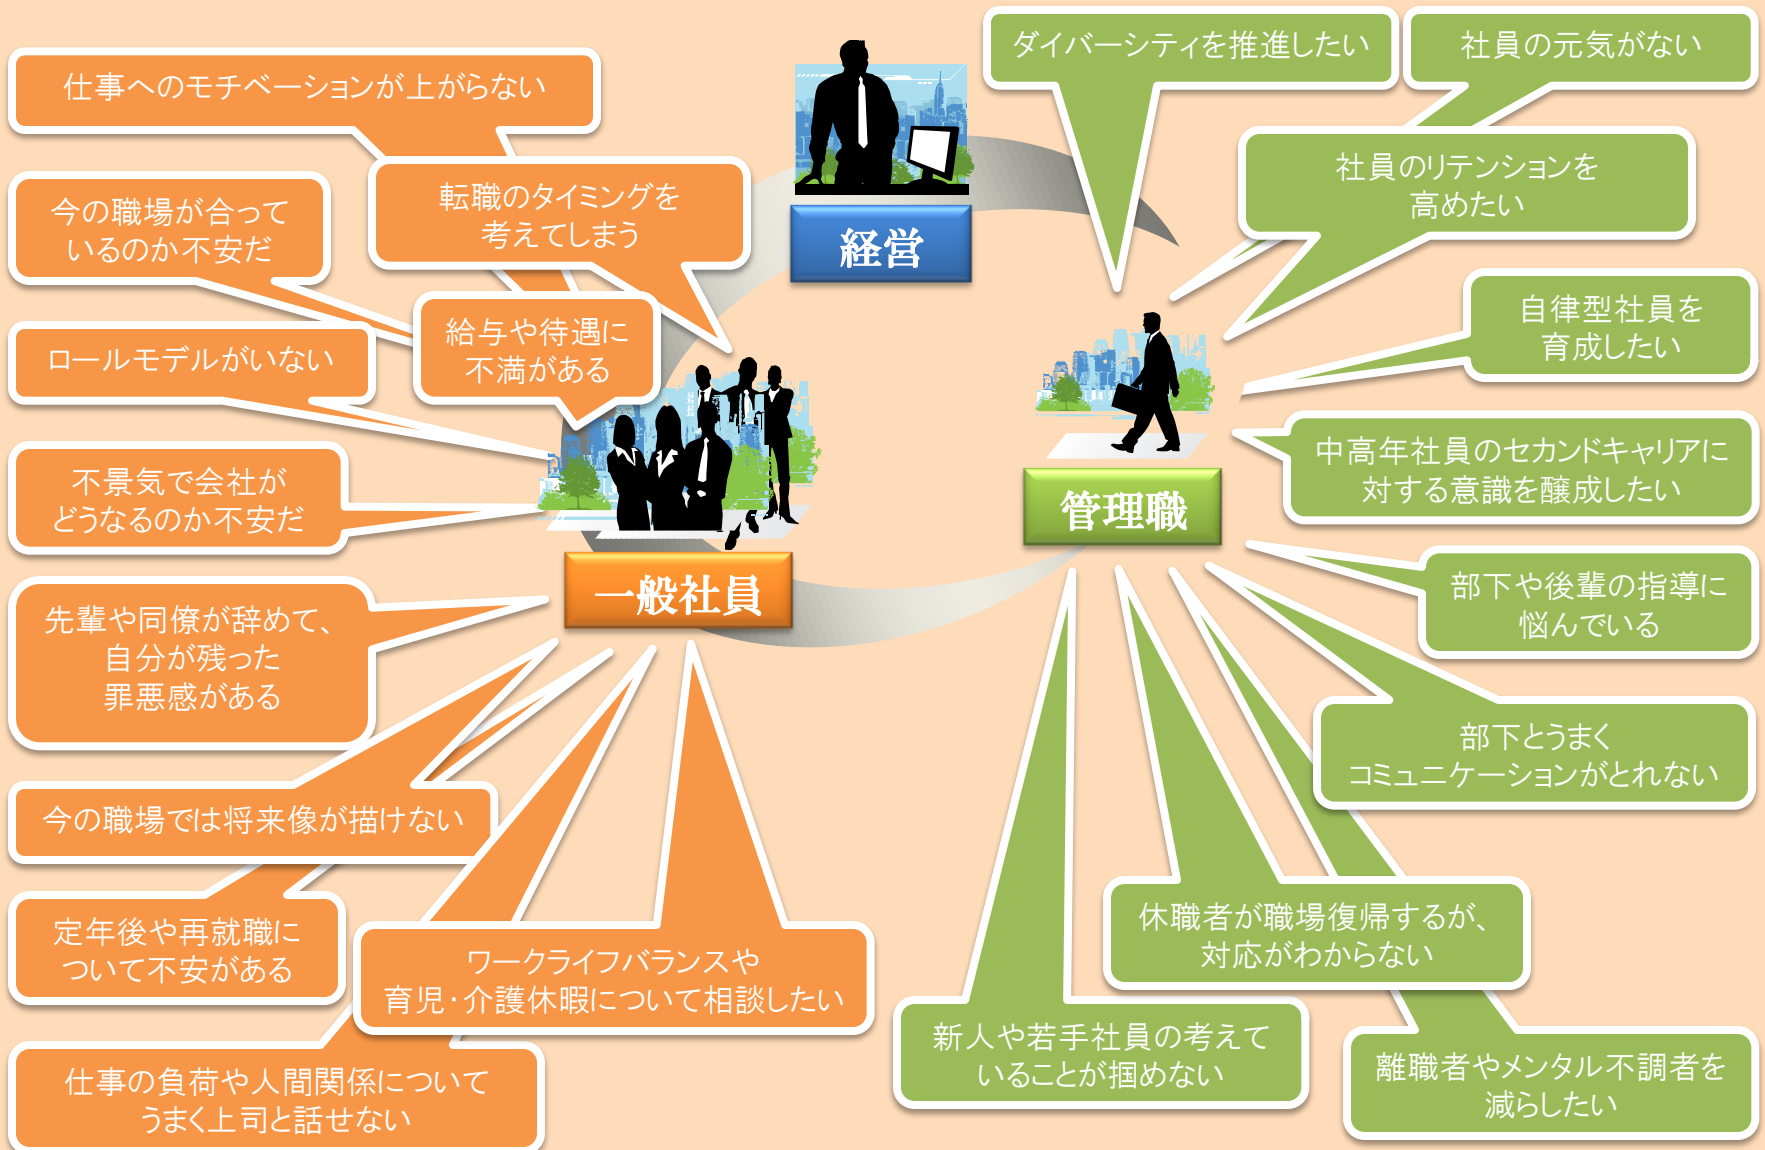 仕事へのモチベーションが上がらない
今の職場が合って
いるのか不安だ
転職のタイミングを
考えてしまう
ロールモデルがいない
給与や待遇に
不満がある
不景気で会社が
どうなるのか不安だ
先輩や同僚が辞めて、
自分が残った
罪悪感がある
今の職場では将来像が描けない
定年後や再就職に
ついて不安がある
ワークライフバランスや
育児・介護休暇について相談したい
仕事の負荷や人間関係について
うまく上司と話せない
一般社員
経営
管理職
ダイバーシティを推進したい
社員の元気がない
社員のリテンションを
高めたい
自律型社員を
育成したい
中高年社員のセカンドキャリアに
対する意識を醸成したい
部下や後輩の指導に
悩んでいる
部下とうまく
コミュニケーションがとれない
休職者が職場復帰するが、
対応がわからない
新人や若手社員の考えて
いることが掴めない
離職者やメンタル不調者を
減らしたい